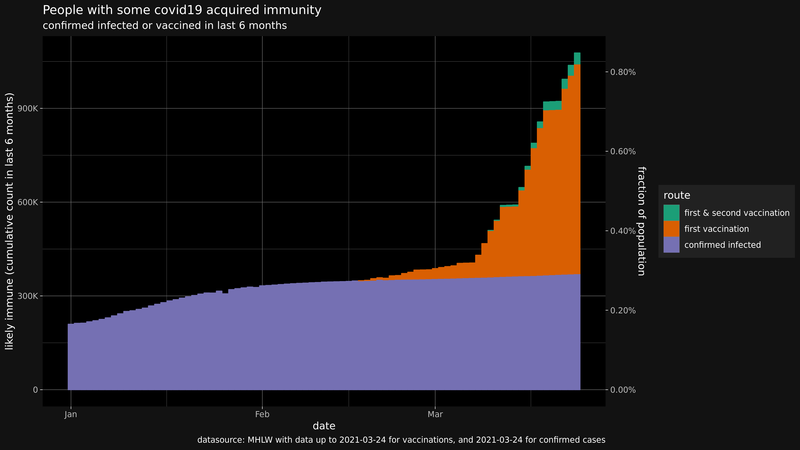 People with some covid19 acquired immunity
confirmed infected or vaccined in last 6 months
likely immune (cumulative count in last 6 months)
900K
600K
300K
0
Jan
Feb
Mar
date
0.80%
0.60%
0.40%
0.20%
0.00%
fraction of population
route
first & second vaccination
first vaccination
confirmed infected
datasource: MHLW with data up to 2021-03-24 for vaccinations, and 2021-03-24 for confirmed cases